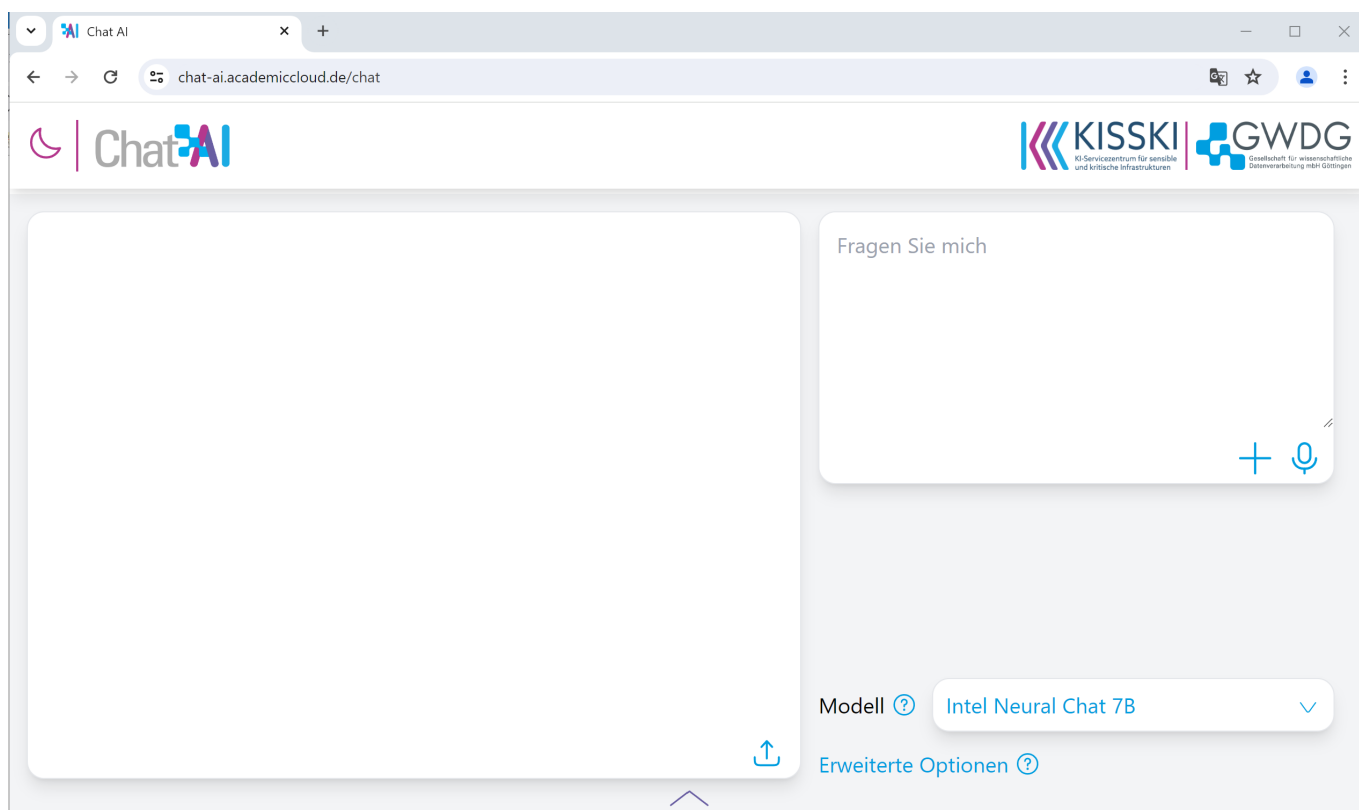 Chat AI
chat-ai.academiccloud.de/chat
Chat AI
KISSKI
KI-Servicezentrum für sensible
und kritische Infrastrukturen
GWDG
Gesellschaft für wissenschaftliche
Datenverarbeitung mbH Göttingen
Fragen Sie mich
Modell ?
Intel Neural Chat 7B
Erweiterte Optionen ?